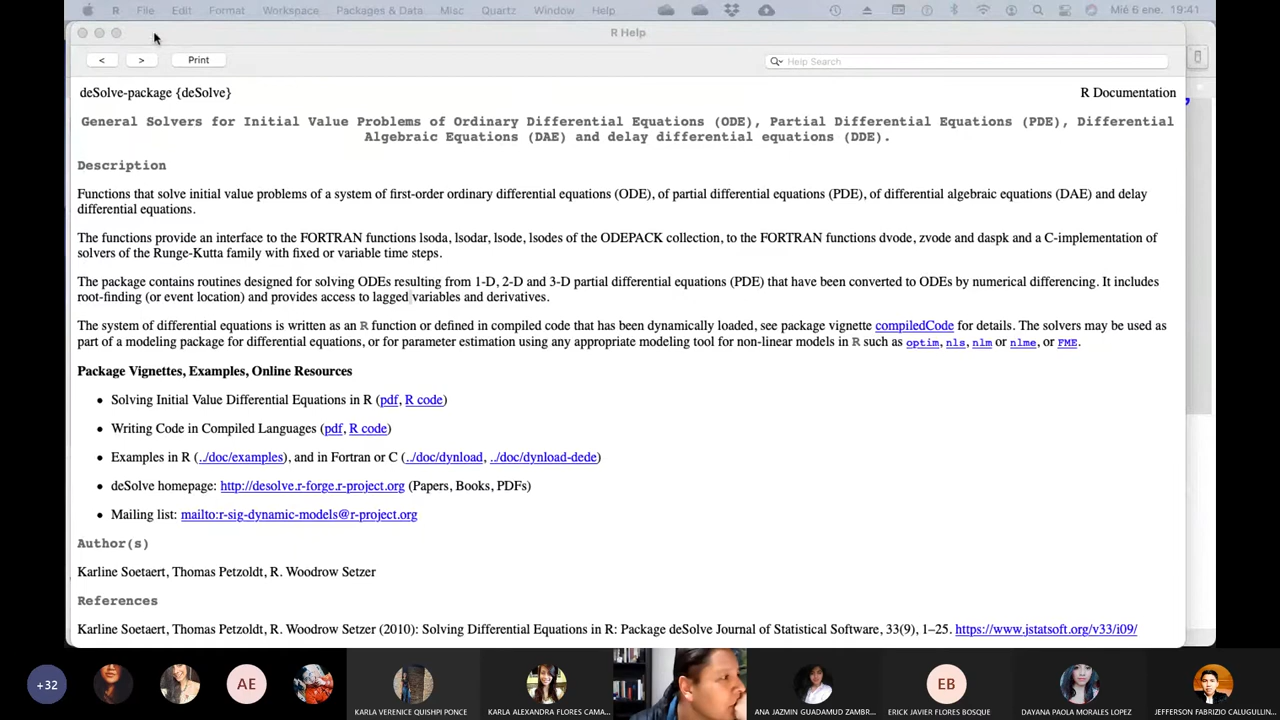 R File Edit Format Workspace Packages & Data Misc Quartz Window Help Mié 6 ene. 19:41
R Help
< > Print Help Search
deSolve-package {deSolve} R Documentation
General Solvers for Initial Value Problems of Ordinary Differential Equations (ODE), Partial Differential Equations (PDE), Differential
Algebraic Equations (DAE) and delay differential equations (DDE).
Description
Functions that solve initial value problems of a system of first-order ordinary differential equations (ODE), of partial differential equations (PDE), of differential algebraic equations (DAE) and delay
differential equations.
The functions provide an interface to the FORTRAN functions lsoda, lsodar, lsode, lsodes of the ODEPACK collection, to the FORTRAN functions dvode, zvode and daspk and a C-implementation of
solvers of the Runge-Kutta family with fixed or variable time steps.
The package contains routines designed for solving ODEs resulting from 1-D, 2-D and 3-D partial differential equations (PDE) that have been converted to ODEs by numerical differencing. It includes
root-finding (or event location) and provides access to lagged variables and derivatives.
The system of differential equations is written as an R function or defined in compiled code that has been dynamically loaded, see package vignette compiledCode for details. The solvers may be used as
part of a modeling package for differential equations, or for parameter estimation using any appropriate modeling tool for non-linear models in R such as optim, nls, nlm or nlme, or FME.
Package Vignettes, Examples, Online Resources
• Solving Initial Value Differential Equations in R (pdf, R code)
• Writing Code in Compiled Languages (pdf, R code)
• Examples in R (../doc/examples), and in Fortran or C (../doc/dynload, ../doc/dynload-dede)
• deSolve homepage: http://desolve.r-forge.r-project.org (Papers, Books, PDFs)
• Mailing list: mailto:r-sig-dynamic-models@r-project.org
Author(s)
Karline Soetaert, Thomas Petzoldt, R. Woodrow Setzer
References
Karline Soetaert, Thomas Petzoldt, R. Woodrow Setzer (2010): Solving Differential Equations in R: Package deSolve Journal of Statistical Software, 33(9), 1–25. https://www.jstatsoft.org/v33/i09/
+32 AE EB
KARLA VERENICE QUISHPI PONCE KARLA ALEXANDRA FLORES CAMA... ANA JAZMIN GUADAMUD ZAMBR... ERICK JAVIER FLORES BOSQUE DAYANA PAOLA MORALES LOPEZ JEFFERSON FABRIZIO CALUGULLIN...